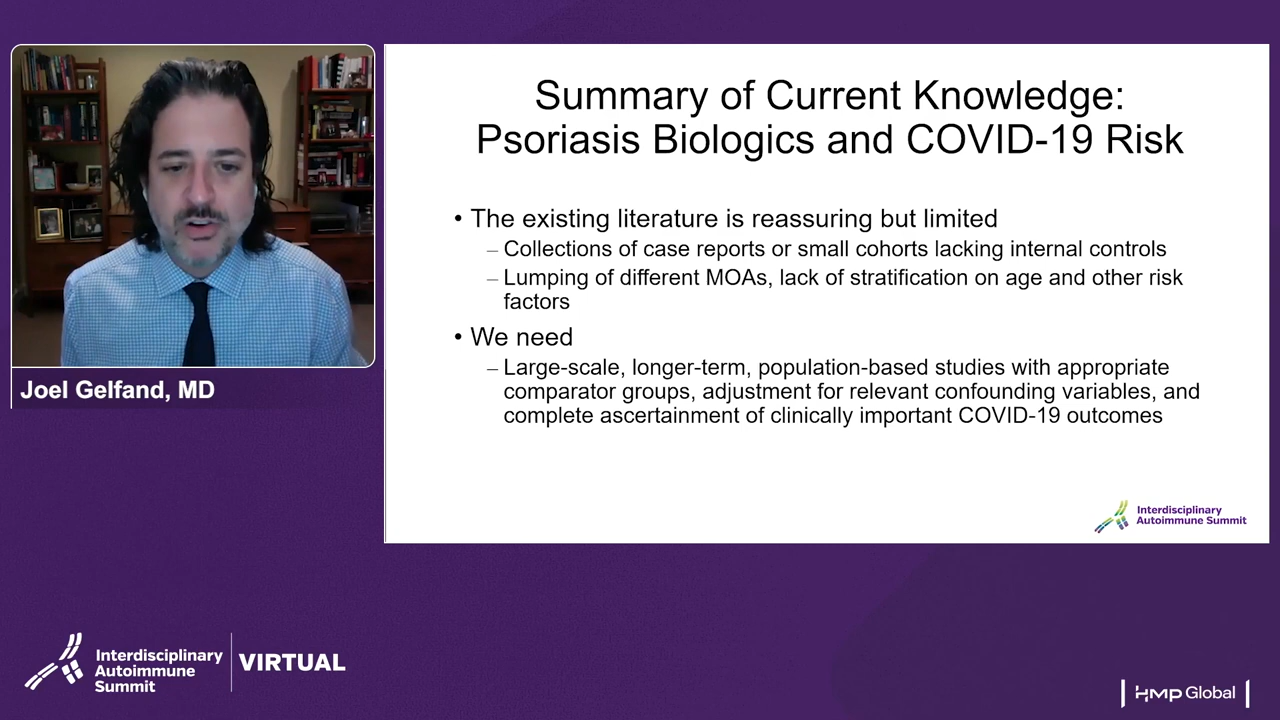 Summary of Current Knowledge:
Psoriasis Biologics and COVID-19 Risk
• The existing literature is reassuring but limited
– Collections of case reports or small cohorts lacking internal controls
– Lumping of different MOAs, lack of stratification on age and other risk
factors
• We need
– Large-scale, longer-term, population-based studies with appropriate
comparator groups, adjustment for relevant confounding variables, and
complete ascertainment of clinically important COVID-19 outcomes
Interdisciplinary
Autoimmune Summit
Joel Gelfand, MD
Interdisciplinary
Autoimmune
Summit
VIRTUAL
HMP Global